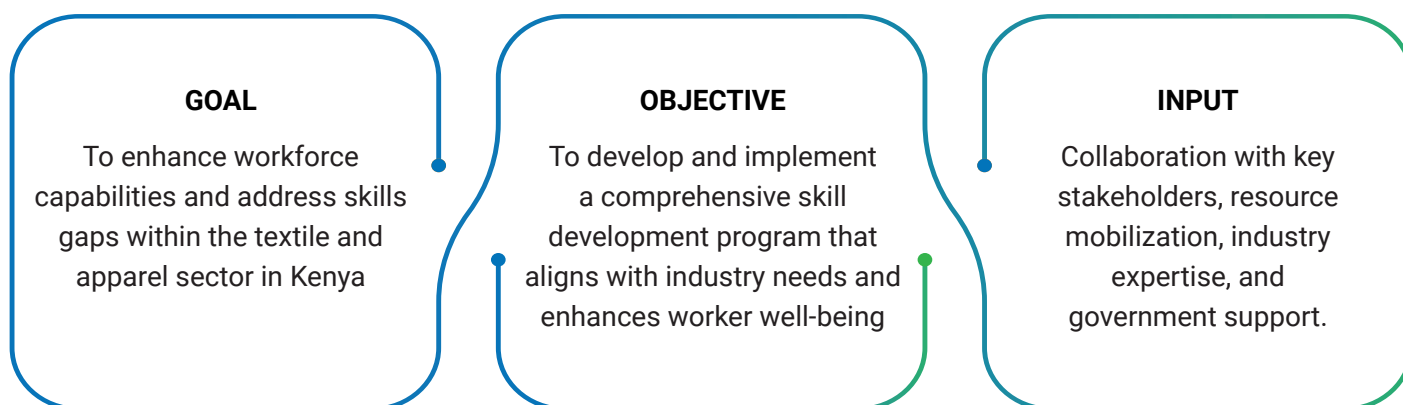 GOAL
To enhance workforce
capabilities and address skills
gaps within the textile and
apparel sector in Kenya
OBJECTIVE
To develop and implement
a comprehensive skill
development program that
aligns with industry needs and
enhances worker well-being
INPUT
Collaboration with key
stakeholders, resource
mobilization, industry
expertise, and
government support.